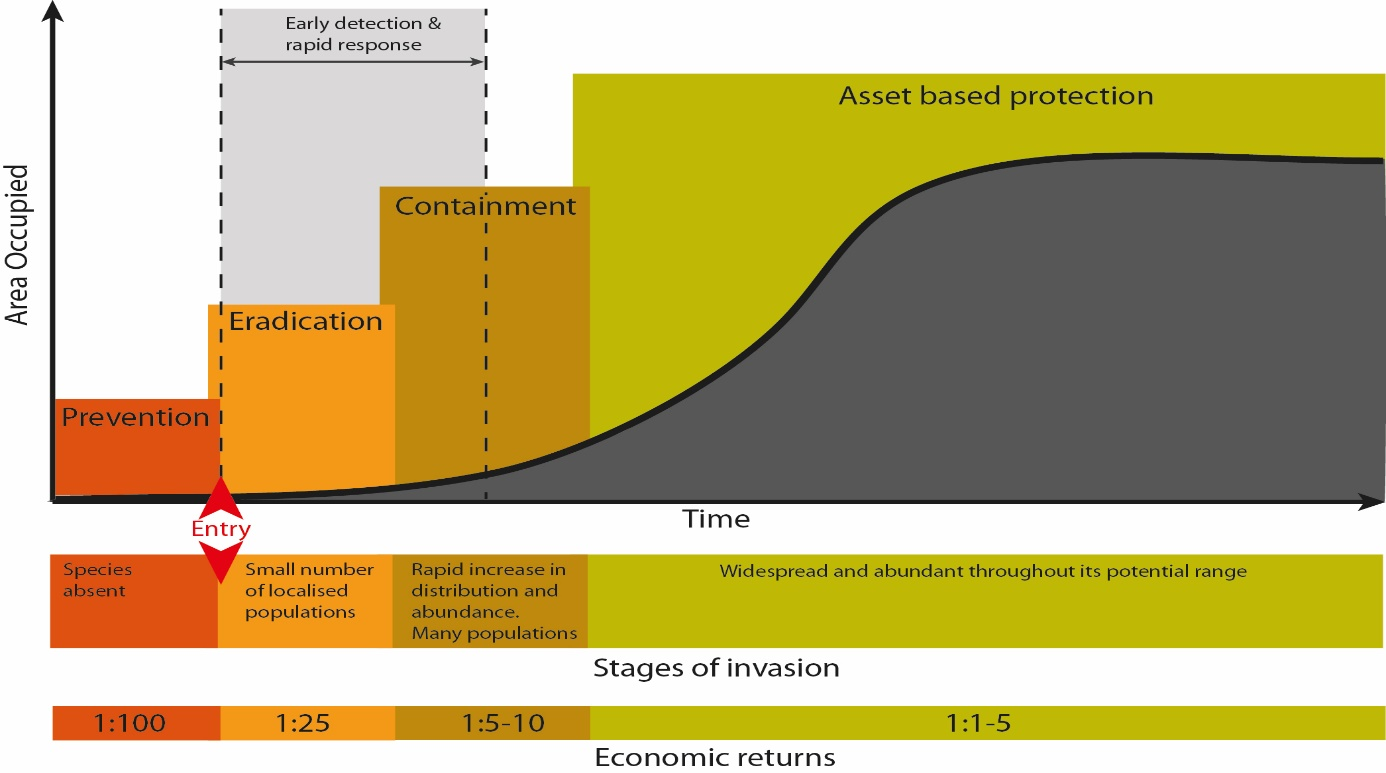 Early detection &
rapid response
Asset based protection
Containment
Eradication
Prevention
Area Occupied
Entry
Time
Species
absent
Small number
of localised
populations
Rapid increase in
distribution and
abundance.
Many populations
Widespread and abundant throughout its potential range
Stages of invasion
1:100
1:25
1:5-10
1:1-5
Economic returns